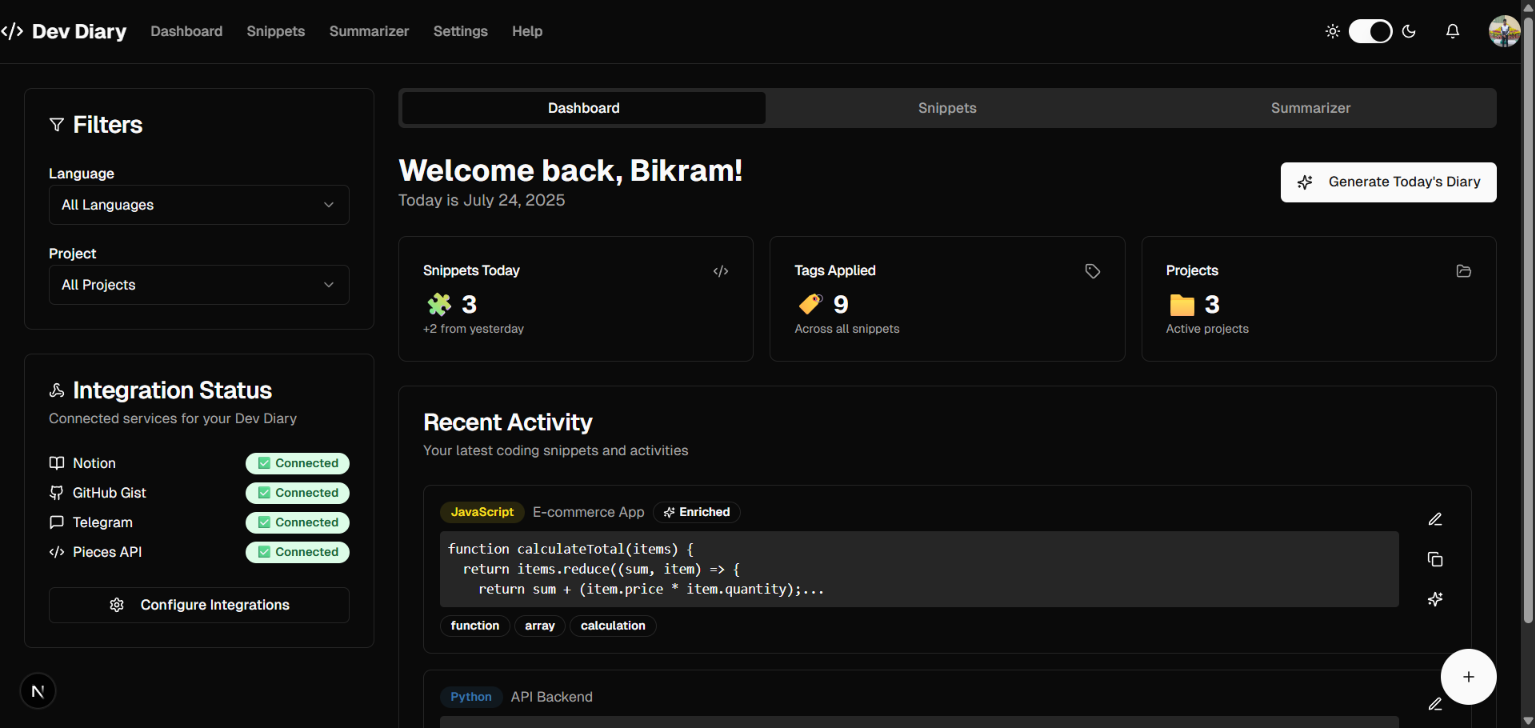 </> Dev Diary Dashboard Snippets Summarizer Settings Help
Filters
Language
All Languages
Project
All Projects
Integration Status
Connected services for your Dev Diary
Notion ✅ Connected
GitHub Gist ✅ Connected
Telegram ✅ Connected
</> Pieces API ✅ Connected
Configure Integrations
N
Dashboard Snippets Summarizer
Welcome back, Bikram!
Today is July 24, 2025
Generate Today's Diary
Snippets Today </>
🧩 3
+2 from yesterday
Tags Applied
🏷️ 9
Across all snippets
Projects
📁 3
Active projects
Recent Activity
Your latest coding snippets and activities
JavaScript E-commerce App Enriched
function calculateTotal(items) {
  return items.reduce((sum, item) => {
    return sum + (item.price * item.quantity);...
function array calculation
Python API Backend
+